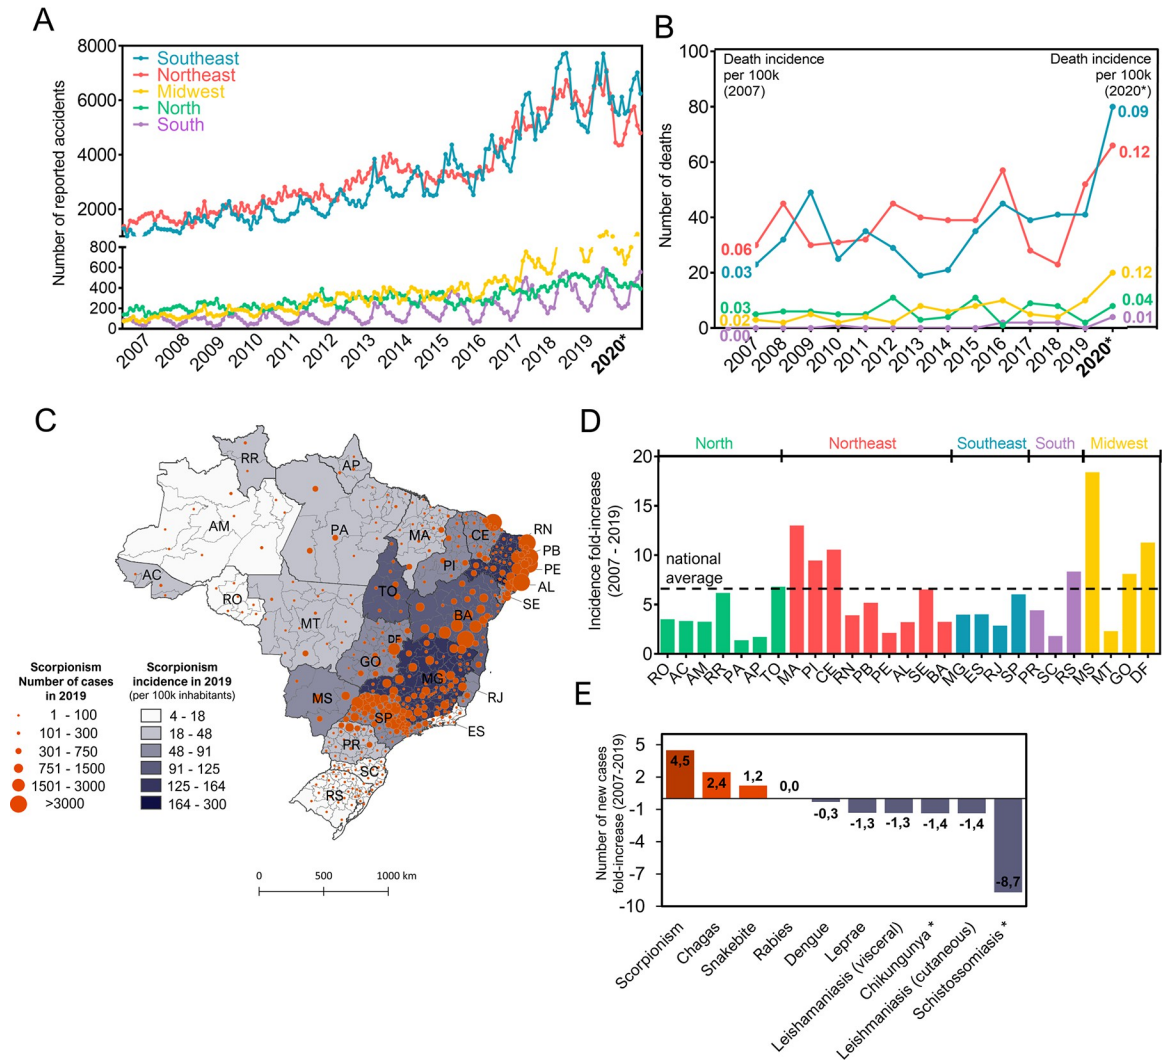 A
8000
6000
4000
2000
800
600
400
200
0
Number of reported accidents
Southeast
Northeast
Midwest
North
South
2007
2008
2009
2010
2011
2012
2013
2014
2015
2016
2017
2018
2019
2020*
B
100
80
60
40
20
0
Number of deaths
Death incidence
per 100k
(2007)
Death incidence
per 100k
(2020*)
0.06
0.03
0.03
0.02
0.00
0.09
0.12
0.12
0.04
0.01
2007
2008
2009
2010
2011
2012
2013
2014
2015
2016
2017
2018
2019
2020*
C
RR
AP
AM
PA
MA
CE
RN
PB
PE
AL
SE
PI
AC
RO
TO
BA
MT
DF
GO
MG
MS
RJ
SP
ES
PR
SC
RS
Scorpionism
Number of cases
in 2019
1 - 100
101 - 300
301 - 750
751 - 1500
1501 - 3000
>3000
Scorpionism
incidence in 2019
(per 100k inhabitants)
4 - 18
18 - 48
48 - 91
91 - 125
125 - 164
164 - 300
0 500 1000 km
D
North Northeast Southeast South Midwest
20
15
10
5
0
Incidence fold-increase
(2007 - 2019)
national
average
RO
AC
AM
RR
PA
AP
TO
MA
PI
CE
RN
PB
PE
AL
SE
BA
MG
ES
RJ
SP
PR
SC
RS
MS
MT
GO
DF
E
5
2
-1
-4
-7
-10
Number of new cases
fold-increase (2007-2019)
4,5
2,4
1,2
0,0
-0,3
-1,3
-1,3
-1,4
-1,4
-8,7
Scorpionism
Chagas
Snakebite
Rabies
Dengue
Leprae
Leishamaniasis (visceral)
Chikungunya *
Leishmaniasis (cutaneous)
Schistossomiasis *